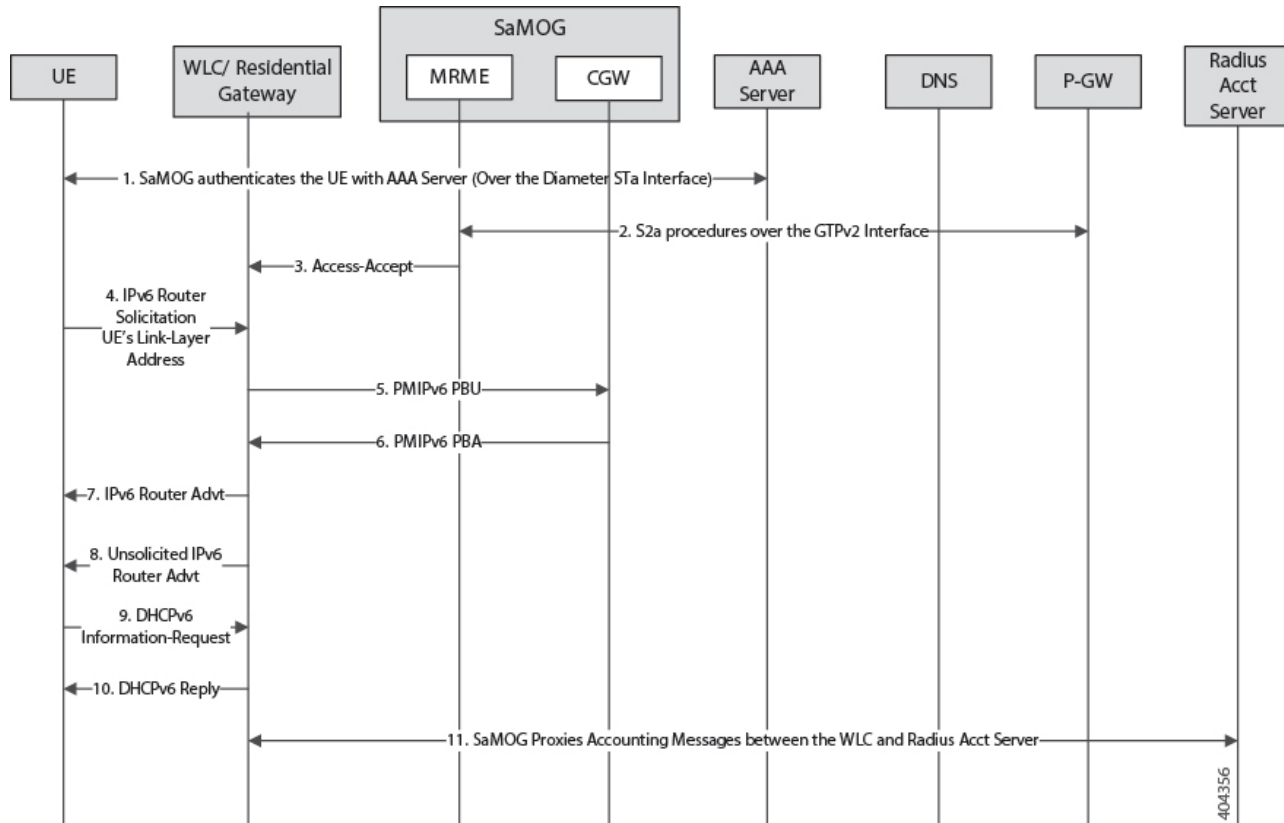 SaMOG
UE
WLC/ Residential
Gateway
MRME
CGW
AAA
Server
DNS
P-GW
Radius
Acct
Server
1. SaMOG authenticates the UE with AAA Server (Over the Diameter STa Interface)
2. S2a procedures over the GTPv2 Interface
3. Access-Accept
4. IPv6 Router
Solicitation
UE's Link-Layer
Address
5. PMIPv6 PBU
6. PMIPv6 PBA
7. IPv6 Router Advt
8. Unsolicited IPv6
Router Advt
9. DHCPv6
Information-Request
10. DHCPv6 Reply
11. SaMOG Proxies Accounting Messages between the WLC and Radius Acct Server
404356